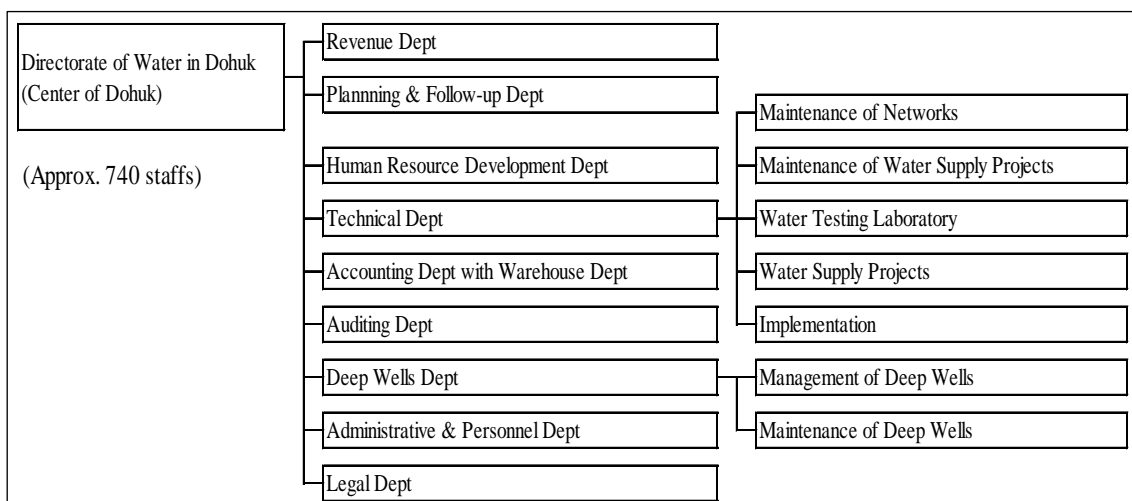 Directorate of Water in Dohuk
(Center of Dohuk)
(Approx. 740 staffs)
Revenue Dept
Plannning & Follow-up Dept
Human Resource Development Dept
Technical Dept
Accounting Dept with Warehouse Dept
Auditing Dept
Deep Wells Dept
Administrative & Personnel Dept
Legal Dept
Maintenance of Networks
Maintenance of Water Supply Projects
Water Testing Laboratory
Water Supply Projects
Implementation
Management of Deep Wells
Maintenance of Deep Wells